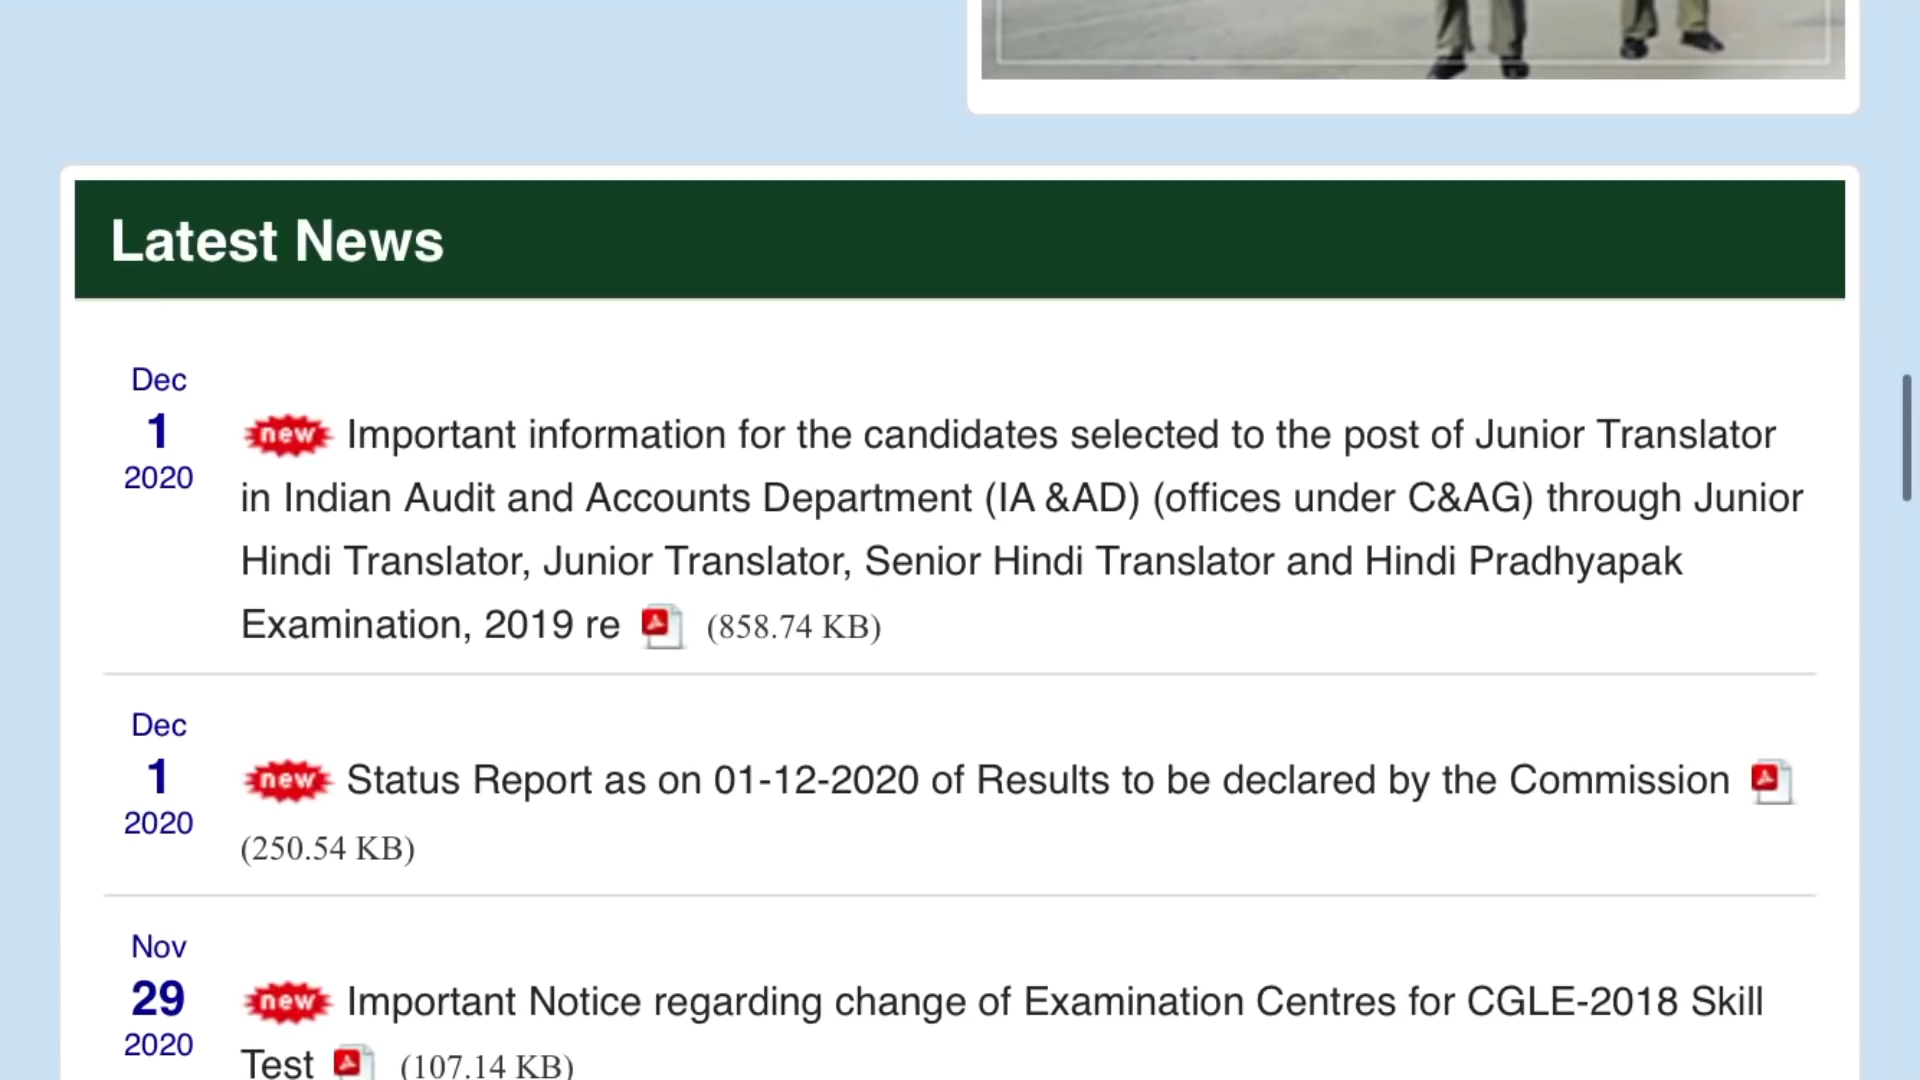 Latest News
Dec
1
2020
new Important information for the candidates selected to the post of Junior Translator
in Indian Audit and Accounts Department (IA &AD) (offices under C&AG) through Junior
Hindi Translator, Junior Translator, Senior Hindi Translator and Hindi Pradhyapak
Examination, 2019 re (858.74 KB)
Dec
1
2020
new Status Report as on 01-12-2020 of Results to be declared by the Commission
(250.54 KB)
Nov
29
2020
new Important Notice regarding change of Examination Centres for CGLE-2018 Skill
Test (107.14 KB)